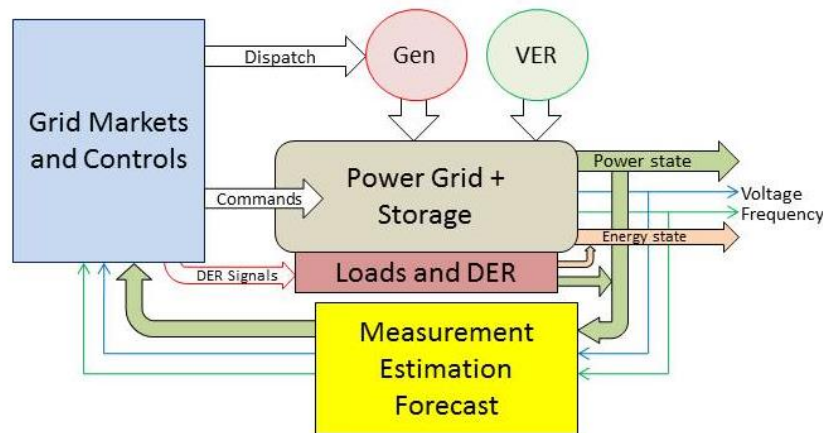 Grid Markets
and Controls
Dispatch
Gen
VER
Power Grid +
Storage
Commands
Power state
Voltage
Frequency
Energy state
DER Signals
Loads and DER
Measurement
Estimation
Forecast